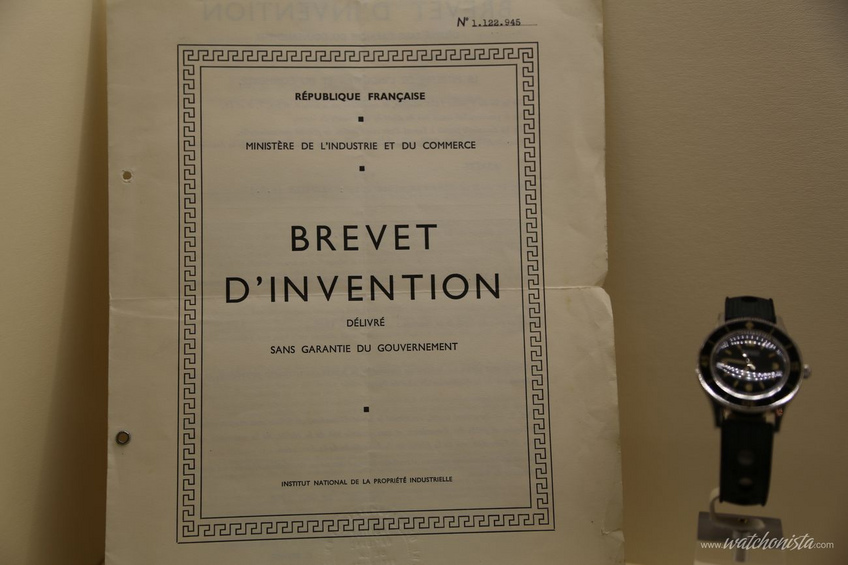 N° 1.122.945
RÉPUBLIQUE FRANÇAISE
MINISTÈRE DE L'INDUSTRIE ET DU COMMERCE
BREVET
D'INVENTION
DÉLIVRÉ
SANS GARANTIE DU GOUVERNEMENT
INSTITUT NATIONAL DE LA PROPRIÉTÉ INDUSTRIELLE
www.watchonista.com